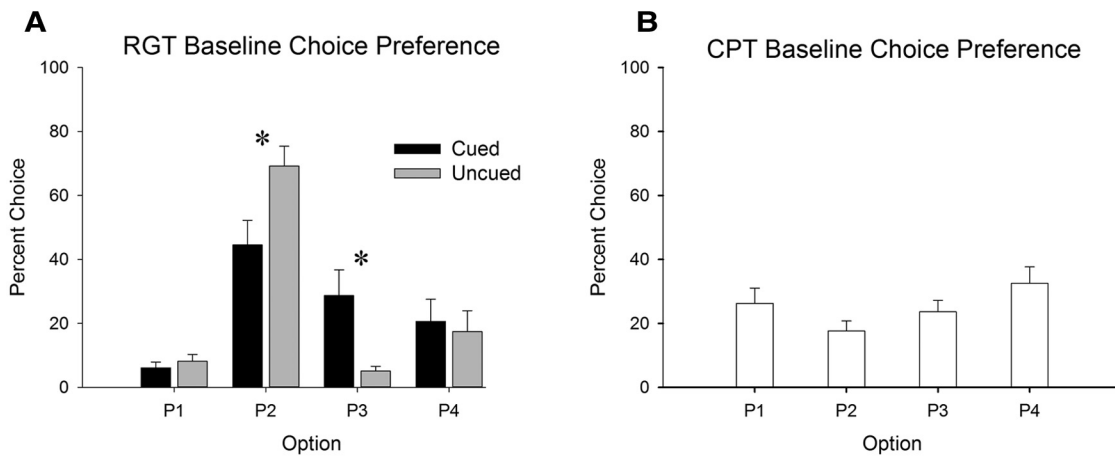 A
RGT Baseline Choice Preference
100
80
60
40
20
0
Percent Choice
*
*
Cued
Uncued
P1 P2 P3 P4
Option
B
CPT Baseline Choice Preference
100
80
60
40
20
0
Percent Choice
P1 P2 P3 P4
Option